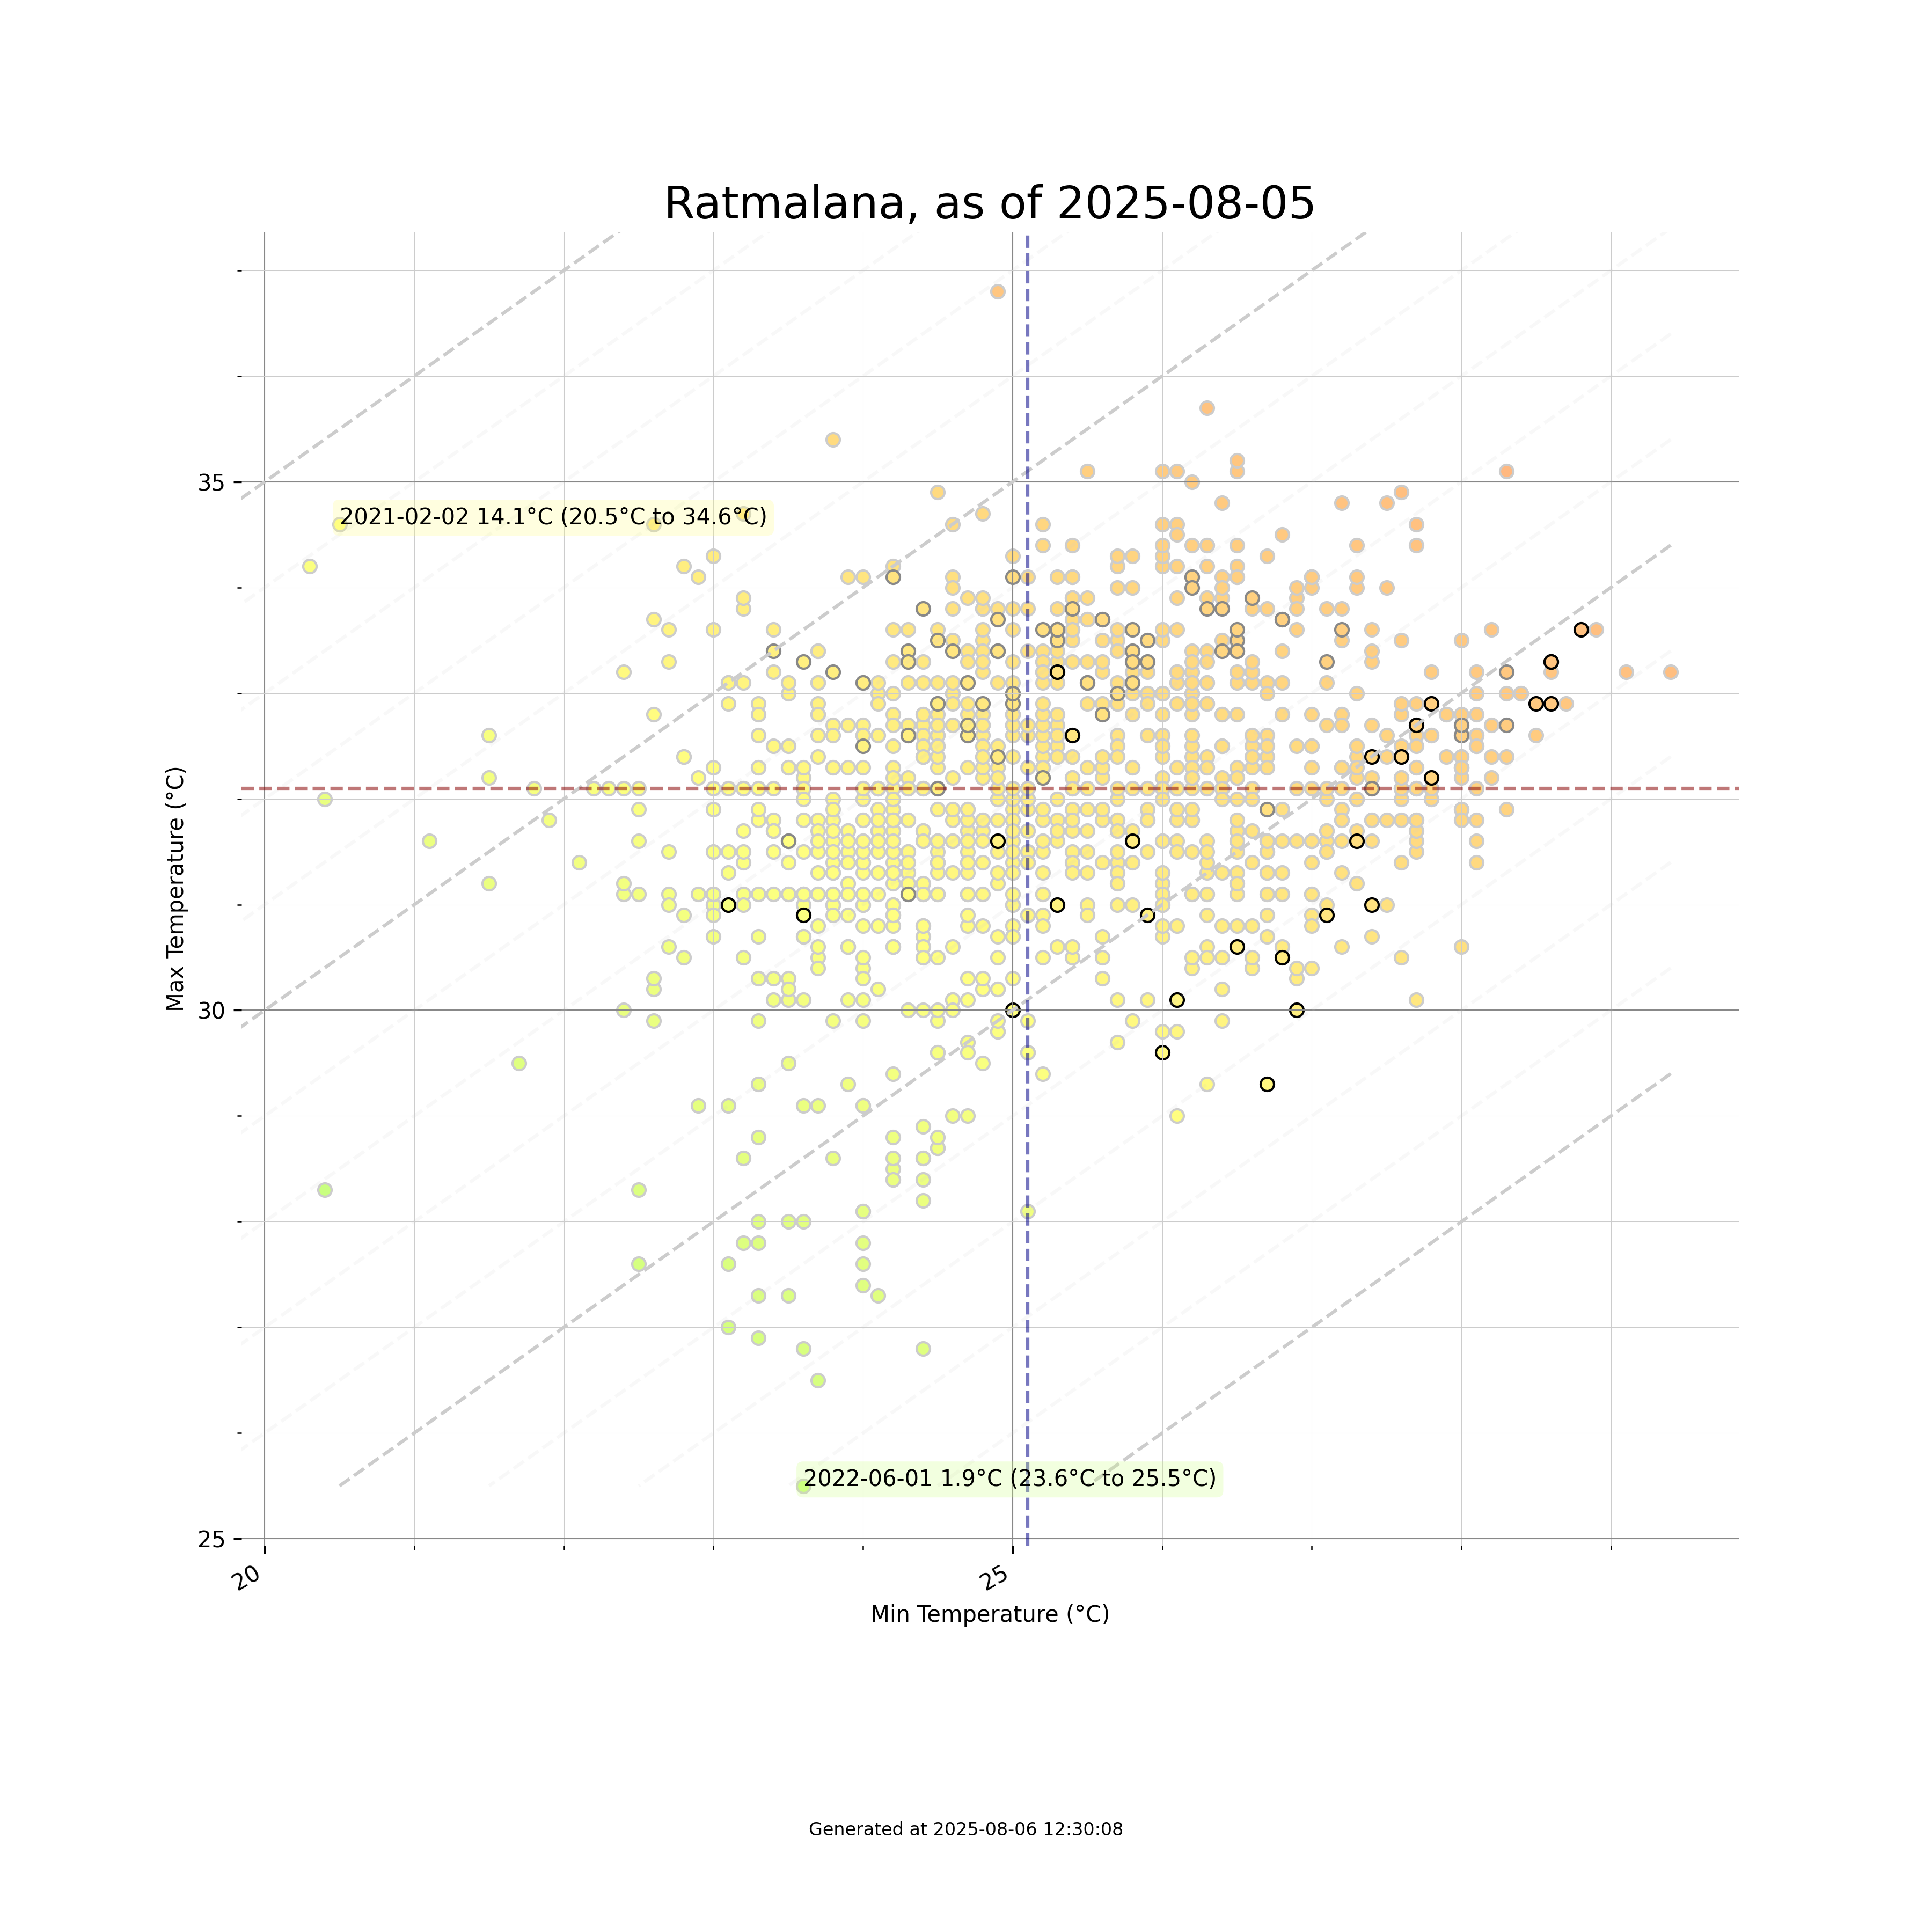 Ratmalana, as of 2025-08-05
35
2021-02-02 14.1°C (20.5°C to 34.6°C)
Max Temperature (°C)
30
2022-06-01 1.9°C (23.6°C to 25.5°C)
25
20
25
Min Temperature (°C)
Generated at 2025-08-06 12:30:08